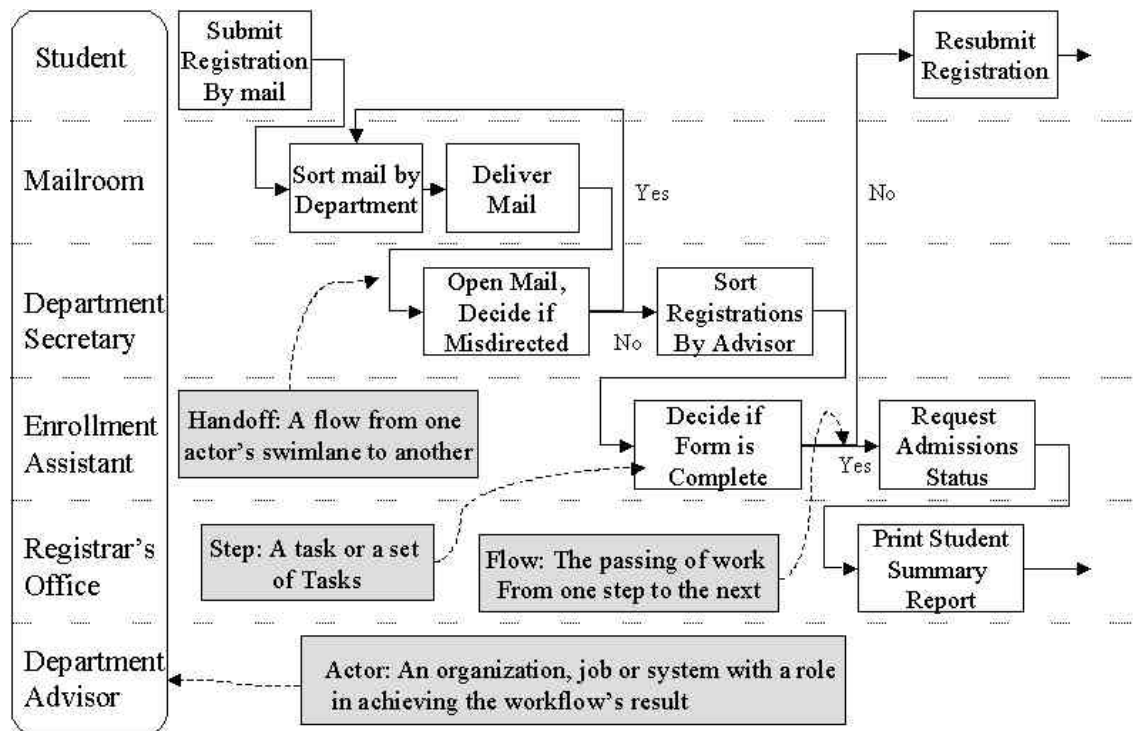 Student
Submit
Registration
By mail
Resubmit
Registration
Mailroom
Sort mail by
Department
Deliver
Mail
Yes
No
Department
Secretary
Open Mail,
Decide if
Misdirected
No
Sort
Registrations
By Advisor
Enrollment
Assistant
Handoff: A flow from one
actor's swimlane to another
Decide if
Form is
Complete
Yes
Request
Admissions
Status
Registrar's
Office
Step: A task or a set
of Tasks
Flow: The passing of work
From one step to the next
Print Student
Summary
Report
Department
Advisor
Actor: An organization, job or system with a role
in achieving the workflow's result